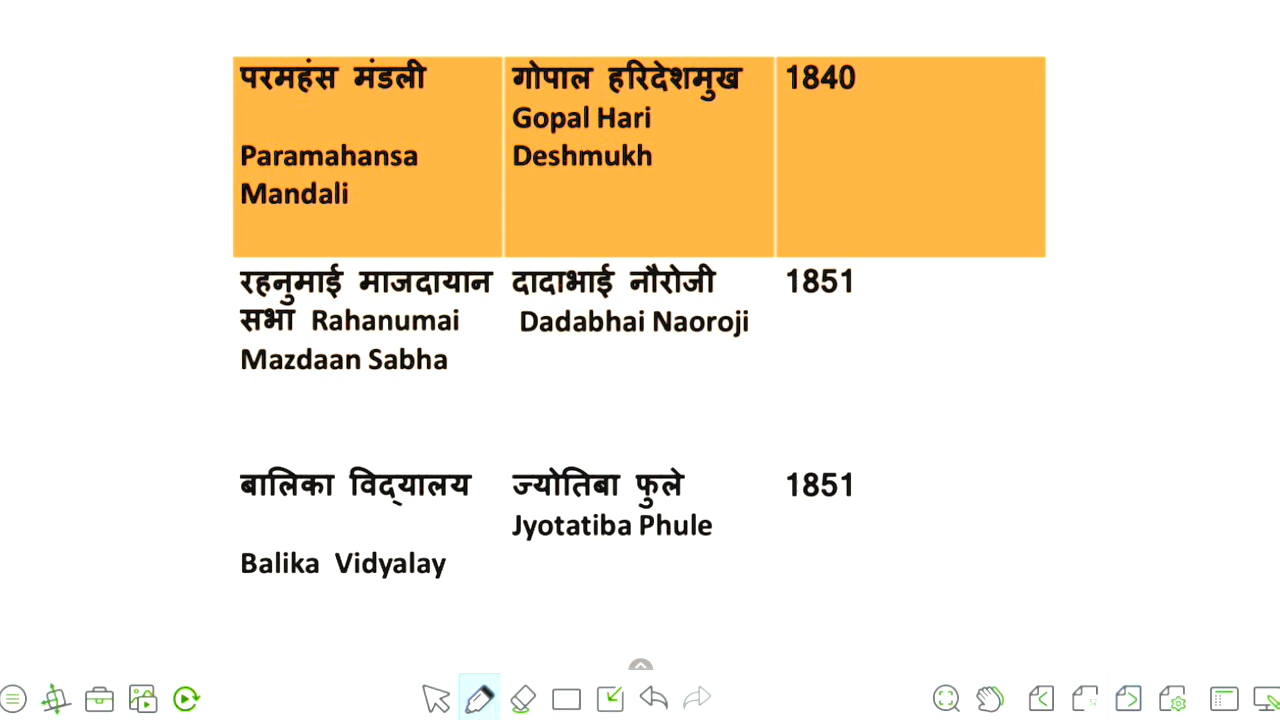 परमहंस मंडली
Paramahansa
Mandali
गोपाल हरिदेशमुख
Gopal Hari
Deshmukh
1840
रहनुमाई माजदायान
सभा Rahanumai
Mazdaan Sabha
दादाभाई नौरोजी
Dadabhai Naoroji
1851
बालिका विद्‌यालय
Balika Vidyalay
ज्योतिबा फुले
Jyotatiba Phule
1851